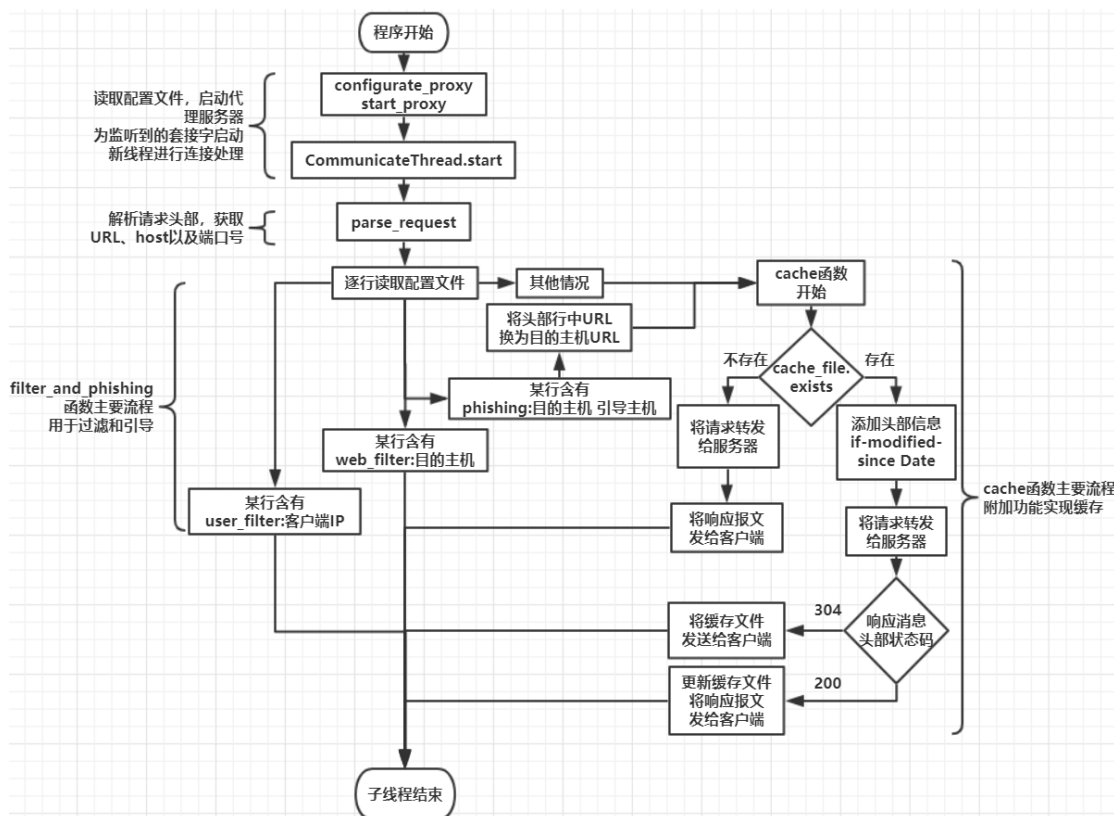 程序开始
configurate_proxy
start_proxy
读取配置文件，启动代
理服务器
为监听到的套接字启动
新线程进行连接处理
CommunicateThread.start
解析请求头部，获取
URL、host以及端口号
parse_request
逐行读取配置文件
其他情况
cache函数
开始
将头部行中URL
换为目的主机URL
不存在
cache_file.
exists
存在
filter_and_phishing
函数主要流程
用于过滤和引导
某行含有
phishing:目的主机 引导主机
某行含有
web_filter:目的主机
某行含有
user_filter:客户端IP
将请求转发
给服务器
添加头部信息
if-modified-
since Date
cache函数主要流程
附加功能实现缓存
将响应报文
发给客户端
将请求转发
给服务器
将缓存文件
发送给客户端
304
响应消息
头部状态码
更新缓存文件
将响应报文
发给客户端
200
子线程结束